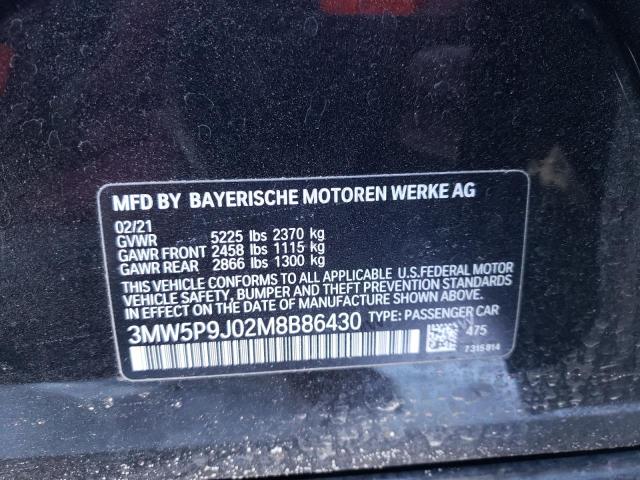 MFD BY BAYERISCHE MOTOREN WERKE AG
02/21
GVWR 5225 lbs 2370 kg
GAWR FRONT 2458 lbs 1115 kg
GAWR REAR 2866 lbs 1300 kg
THIS VEHICLE CONFORMS TO ALL APPLICABLE U.S.FEDERAL MOTOR
VEHICLE SAFETY, BUMPER AND THEFT PREVENTION STANDARDS
IN EFFECT ON THE DATE OF MANUFACTURE SHOWN ABOVE.
3MW5P9J02M8B86430 TYPE: PASSENGER CAR
475
7 315 814